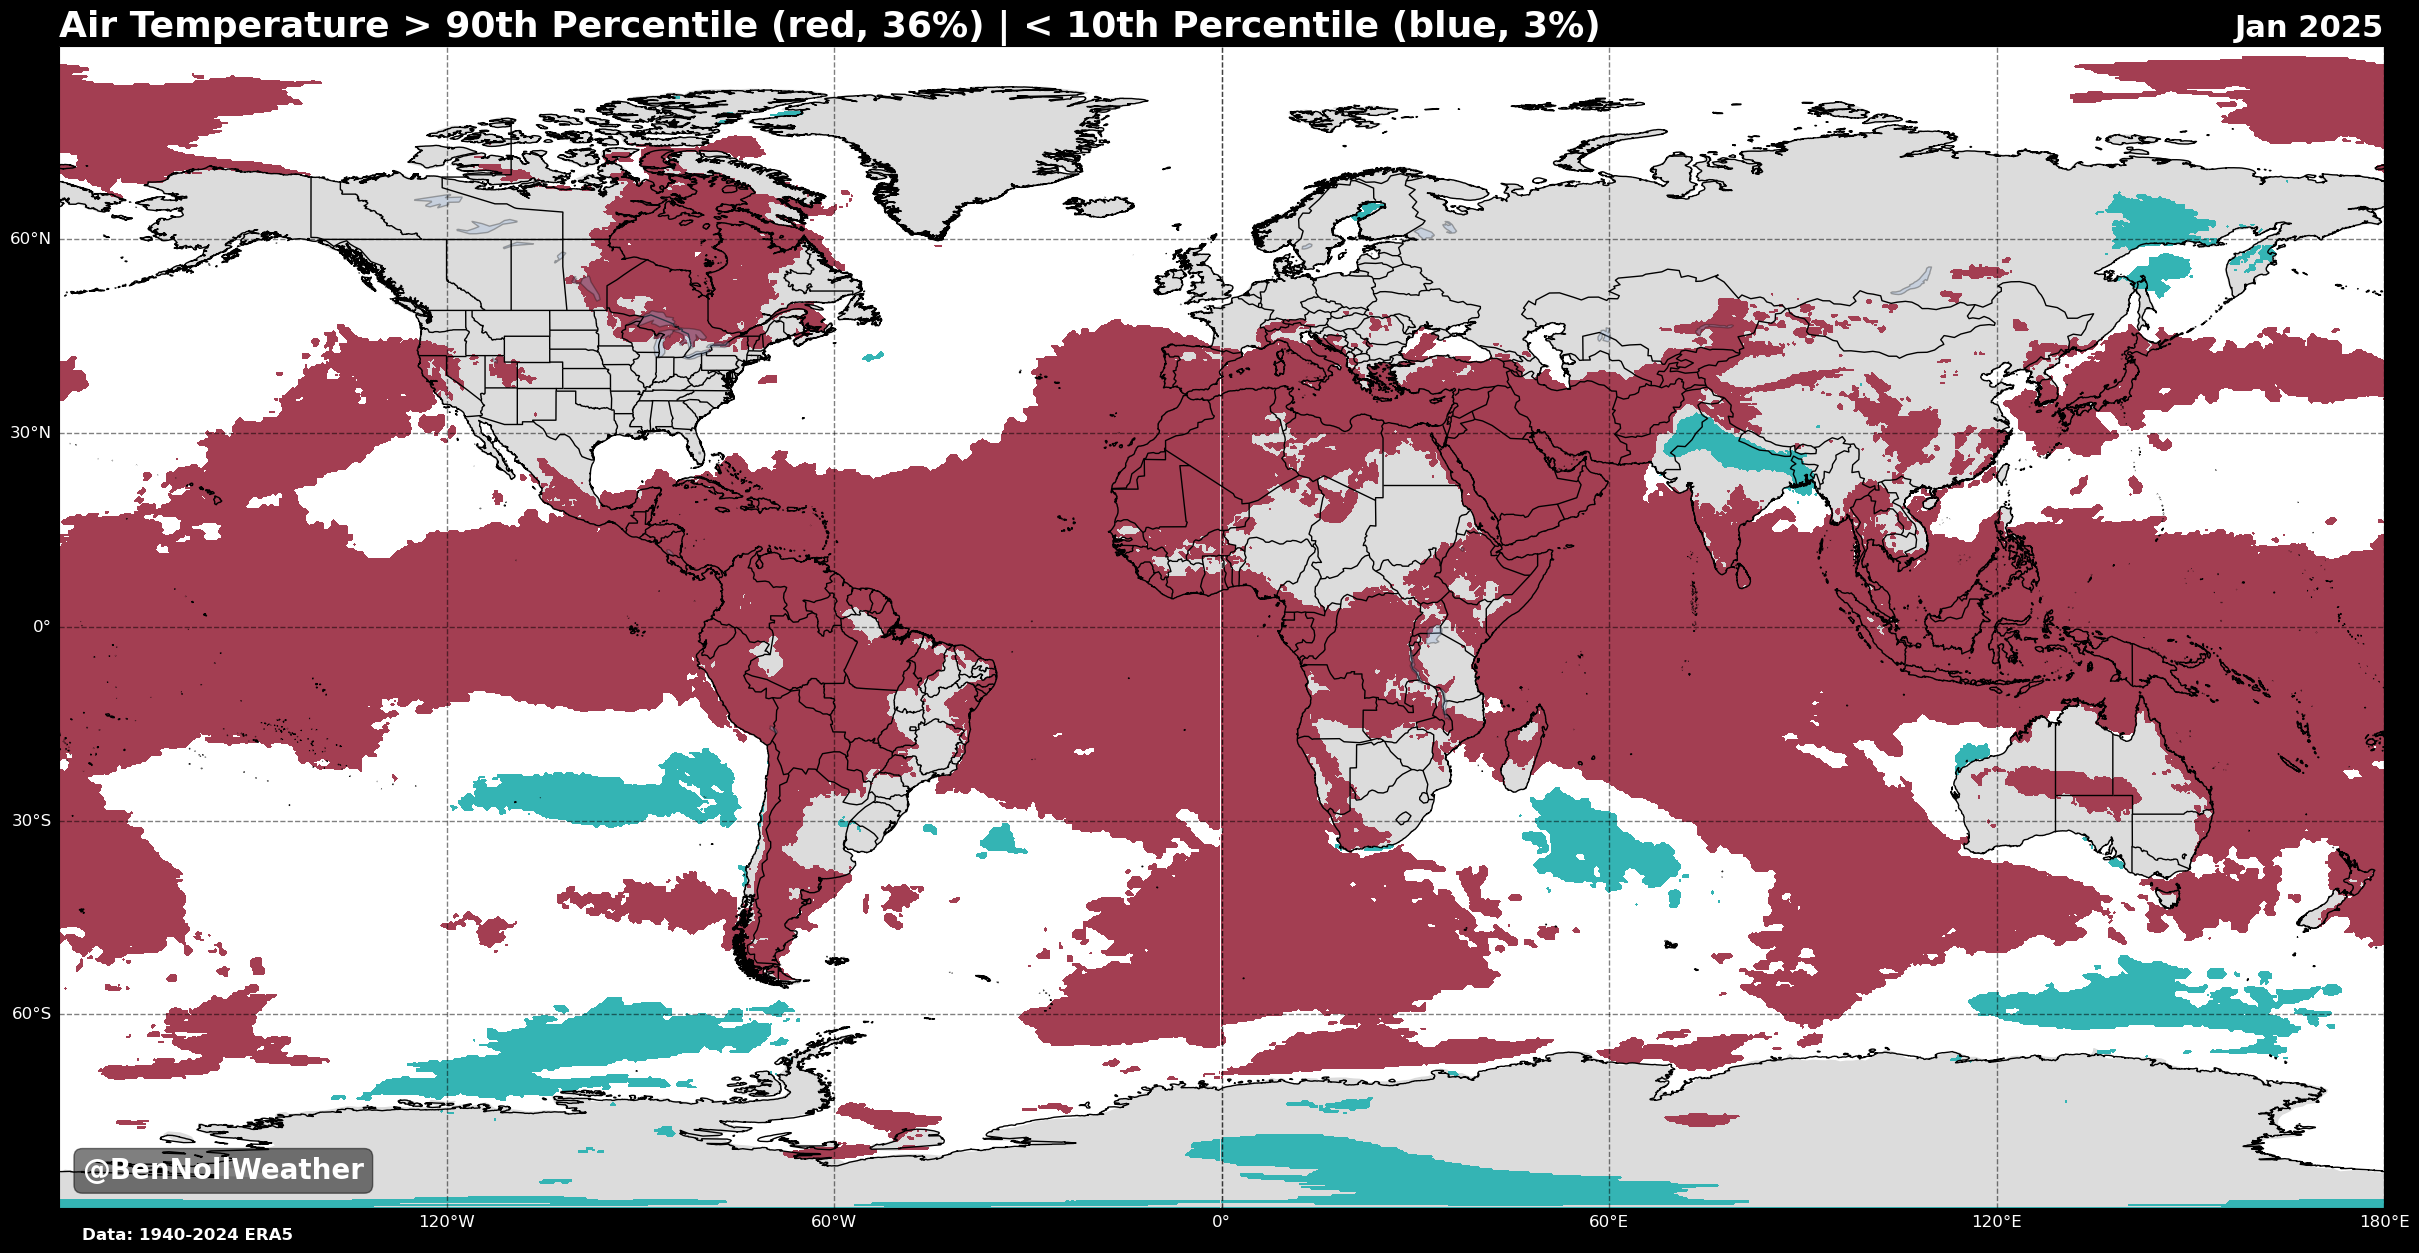 Air Temperature > 90th Percentile (red, 36%) | < 10th Percentile (blue, 3%)
Jan 2025
60°N
30°N
0°
30°S
60°S
@BenNollWeather
120°W
60°W
0°
60°E
120°E
180°E
Data: 1940-2024 ERA5